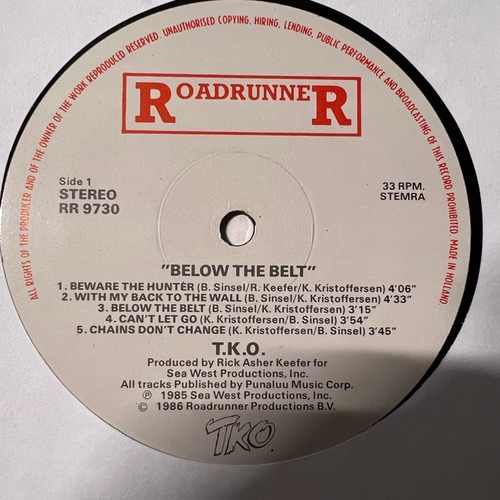 ALL RIGHTS OF THE PRODUCER AND OF THE OWNER OF THE WORK REPRODUCED RESERVED. UNAUTHORISED COPYING, HIRING, LENDING, PUBLIC PERFORMANCE AND BROADCASTING OF THIS RECORD PROHIBITED. MADE IN HOLLAND
ROADRUNNER
Side 1
STEREO
RR 9730
33 RPM.
STEMRA
"BELOW THE BELT"
1. BEWARE THE HUNTER (B. Sinsel/R. Keefer/K. Kristoffersen) 4'06"
2. WITH MY BACK TO THE WALL (B. Sinsel/K. Kristoffersen) 4'33"
3. BELOW THE BELT (B. Sinsel/K. Kristoffersen) 3'15"
4. CAN'T LET GO (K. Kristoffersen/B. Sinsel) 3'54"
5. CHAINS DON'T CHANGE (K. Kristoffersen/B. Sinsel) 3'45"
T.K.O.
Produced by Rick Asher Keefer for
Sea West Productions, Inc.
All tracks Published by Punaluu Music Corp.
℗ 1985 Sea West Productions, Inc.
© 1986 Roadrunner Productions B.V.
TKO